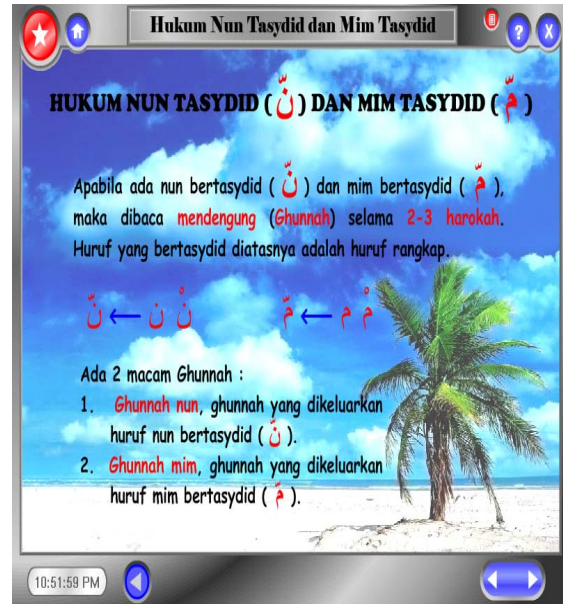 Hukum Nun Tasydid dan Mim Tasydid
?
X
HUKUM NUN TASYDID ( نّ ) DAN MIM TASYDID ( مّ )
Apabila ada nun bertasydid ( نّ ) dan mim bertasydid ( مّ ),
maka dibaca mendengung (Ghunnah) selama 2-3 harokah.
Huruf yang bertasydid diatasnya adalah huruf rangkap.
نْ ن ← نّ
مْ م ← مّ
Ada 2 macam Ghunnah :
1. Ghunnah nun, ghunnah yang dikeluarkan
huruf nun bertasydid ( نّ ).
2. Ghunnah mim, ghunnah yang dikeluarkan
huruf mim bertasydid ( مّ ).
10:51:59 PM